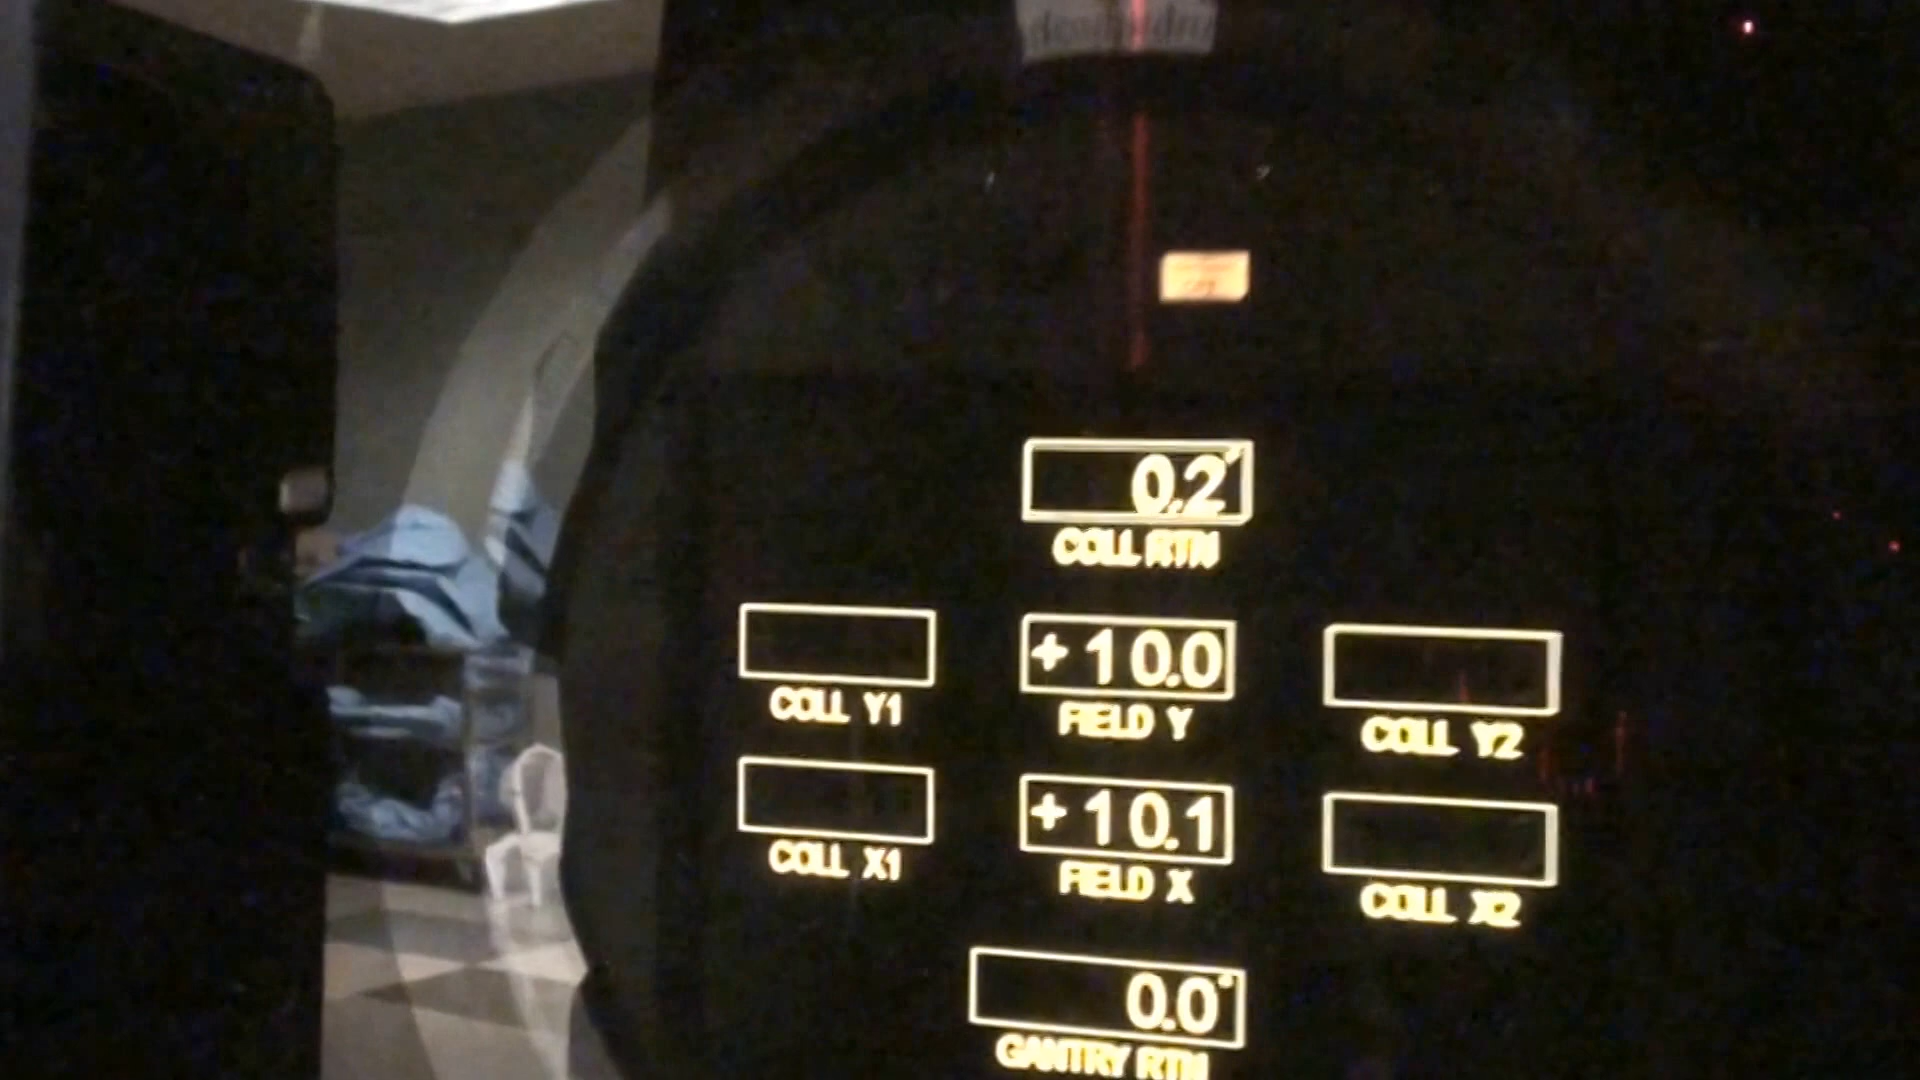 0.2°
COLL RTN
+10.0
COLL Y1
FIELD Y
COLL Y2
+10.1
COLL X1
FIELD X
COLL X2
0.0°
GANTRY RTN